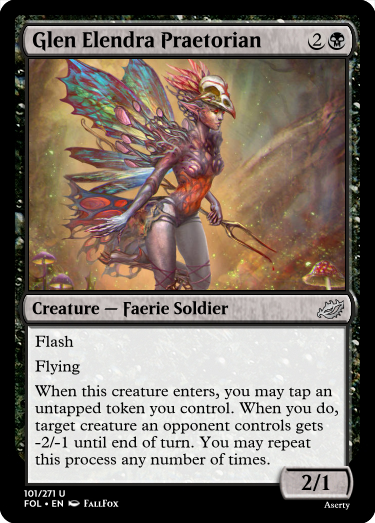 Glen Elendra Praetorian 2
Creature — Faerie Soldier
Flash
Flying
When this creature enters, you may tap an
untapped token you control. When you do,
target creature an opponent controls gets
-2/-1 until end of turn. You may repeat
this process any number of times.
2/1
101/271 U
FOL • EN FallFox
Aserty